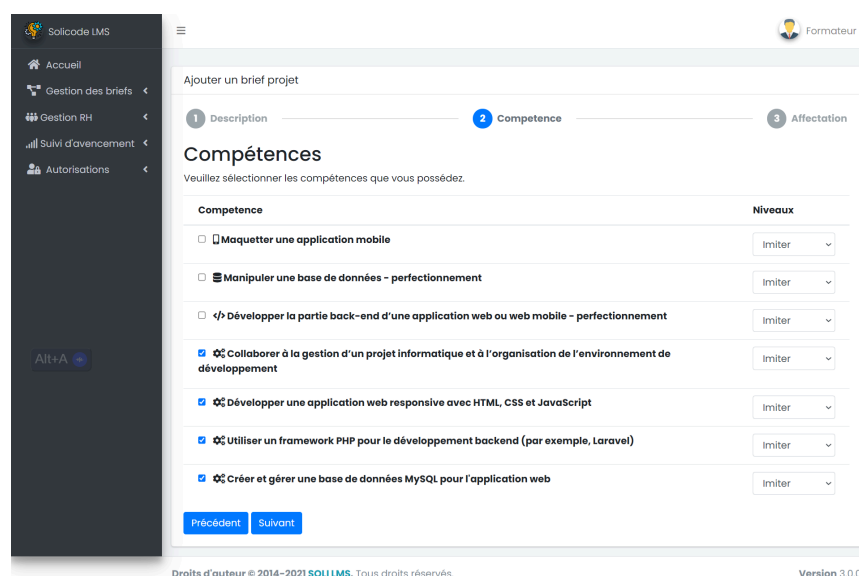 Solicode LMS
Formateur
Accueil
Gestion des briefs
Gestion RH
Suivi d'avencement
Autorisations
Alt+A
Ajouter un brief projet
1 Description
2 Competence
3 Affectation
Compétences
Veuillez sélectionner les compétences que vous possédez.
Competence Niveaux
Maquetter une application mobile Imiter
Manipuler une base de données - perfectionnement Imiter
</> Développer la partie back-end d'une application web ou web mobile - perfectionnement Imiter
Collaborer à la gestion d'un projet informatique et à l'organisation de l'environnement de Imiter
développement
Développer une application web responsive avec HTML, CSS et JavaScript Imiter
Utiliser un framework PHP pour le développement backend (par exemple, Laravel) Imiter
Créer et gérer une base de données MySQL pour l'application web Imiter
Précédent Suivant
Droits d'auteur © 2014-2021 SOLI LMS. Tous droits réservés. Version 3.0.0